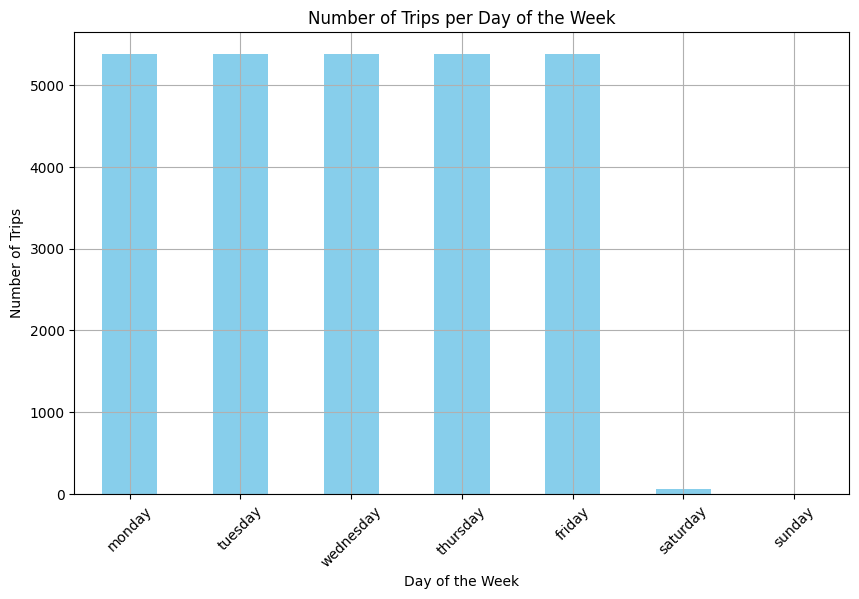 Number of Trips per Day of the Week
Number of Trips
5000
4000
3000
2000
1000
0
monday
tuesday
wednesday
thursday
friday
saturday
sunday
Day of the Week